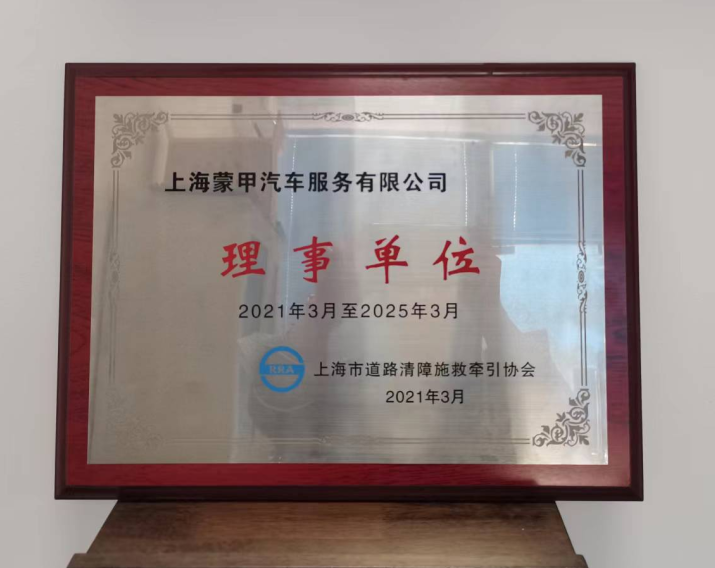 上海蒙甲汽车服务有限公司
理事单位
2021年3月至2025年3月
上海市道路清障施救牵引协会
2021年3月